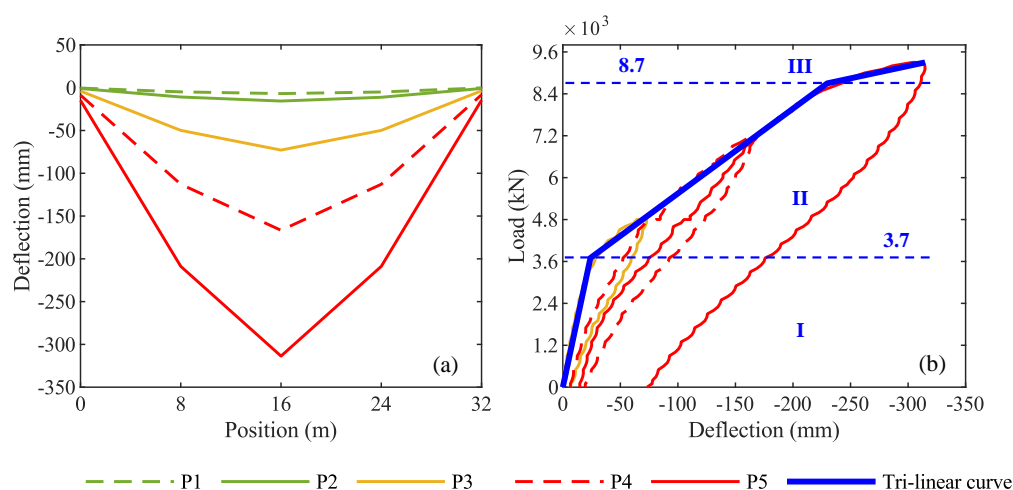 50
0
-50
-100
-150
-200
-250
-300
-350
Deflection (mm)
0 8 16 24 32
Position (m)
(a)
×10³
9.6
8.4
7.2
6
4.8
3.6
2.4
1.2
0
Load (kN)
8.7
III
II
3.7
I
(b)
0 -50 -100 -150 -200 -250 -300 -350
Deflection (mm)
P1 P2 P3 P4 P5 Tri-linear curve